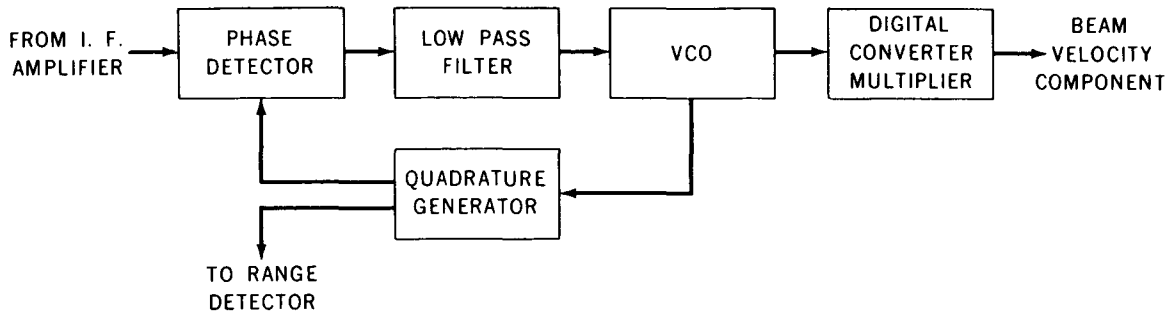 FROM I. F.
AMPLIFIER
PHASE
DETECTOR
LOW PASS
FILTER
VCO
DIGITAL
CONVERTER
MULTIPLIER
BEAM
VELOCITY
COMPONENT
QUADRATURE
GENERATOR
TO RANGE
DETECTOR